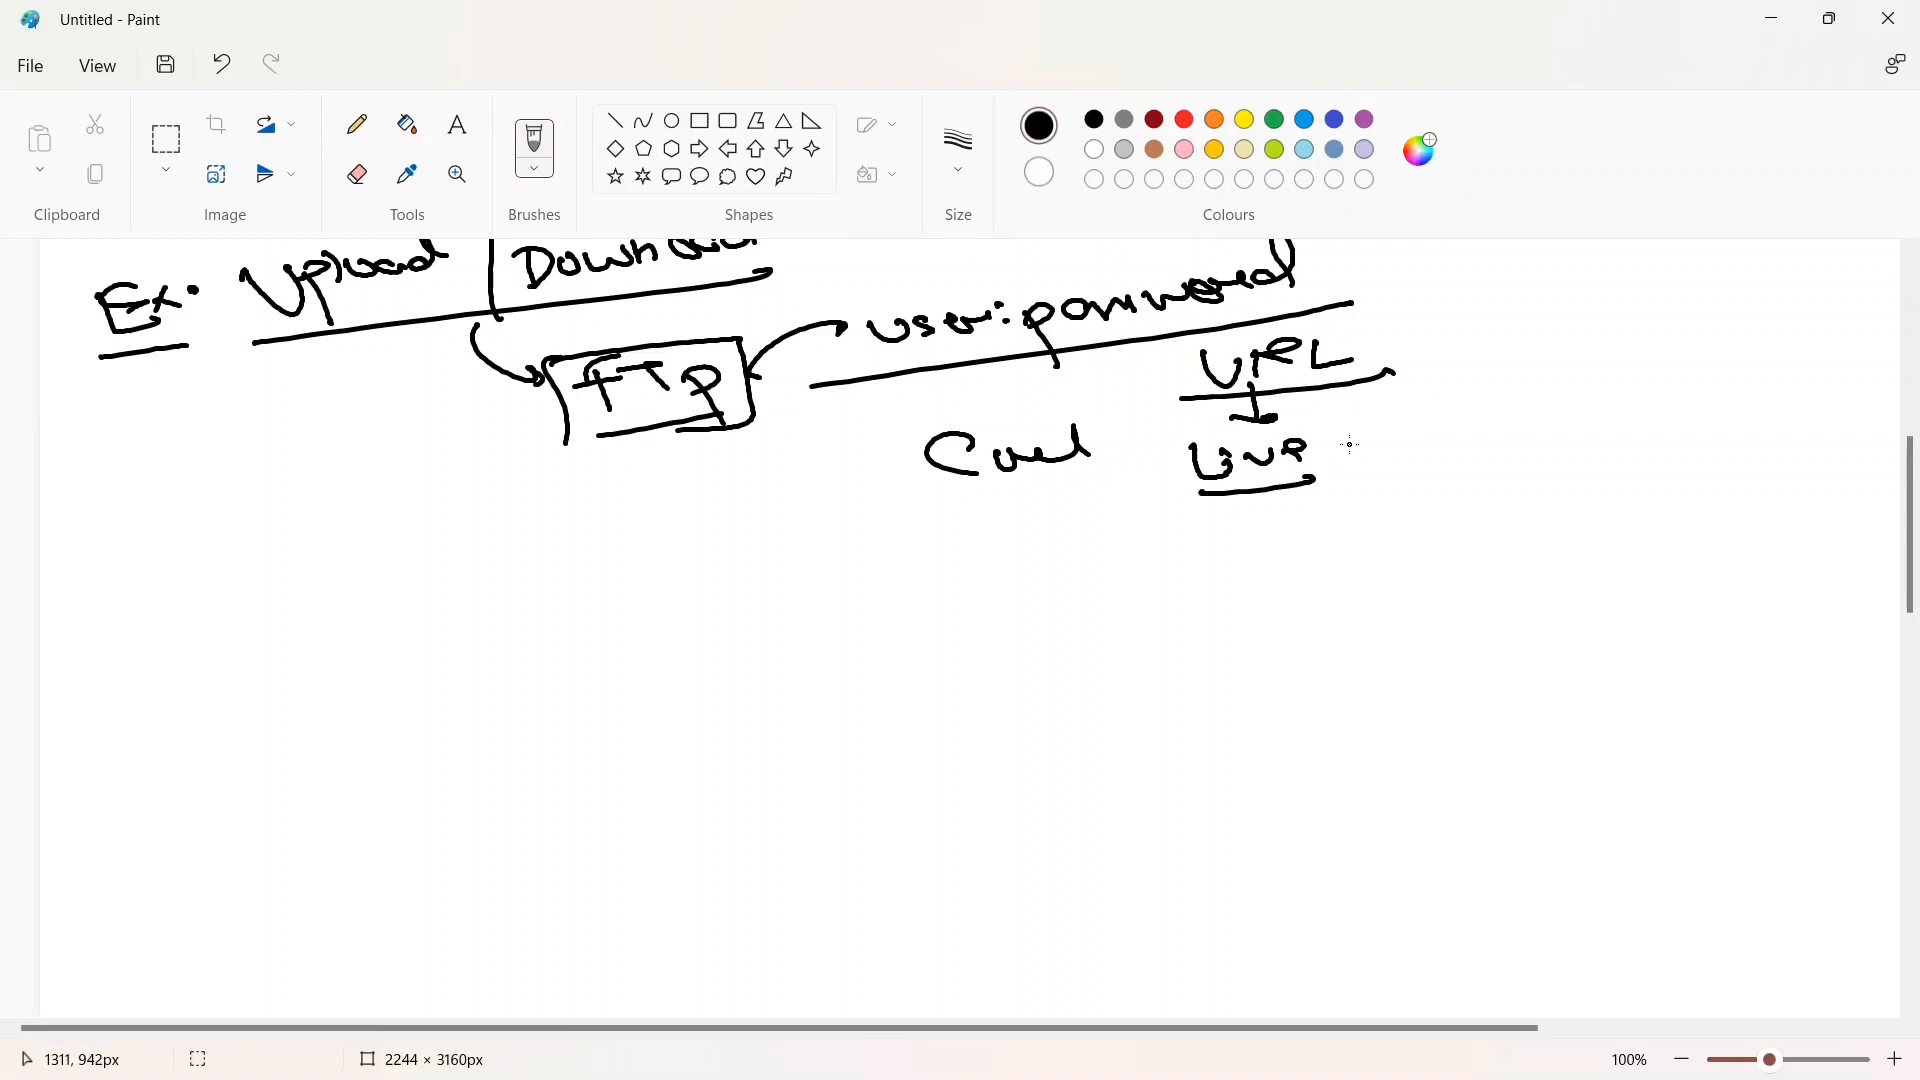 Untitled - Paint
File View
Clipboard Image Tools Brushes Shapes Size Colours
Ex: Upload | Download
user: password
FTP
URL
Curl Live
1311, 942px 2244 × 3160px 100%